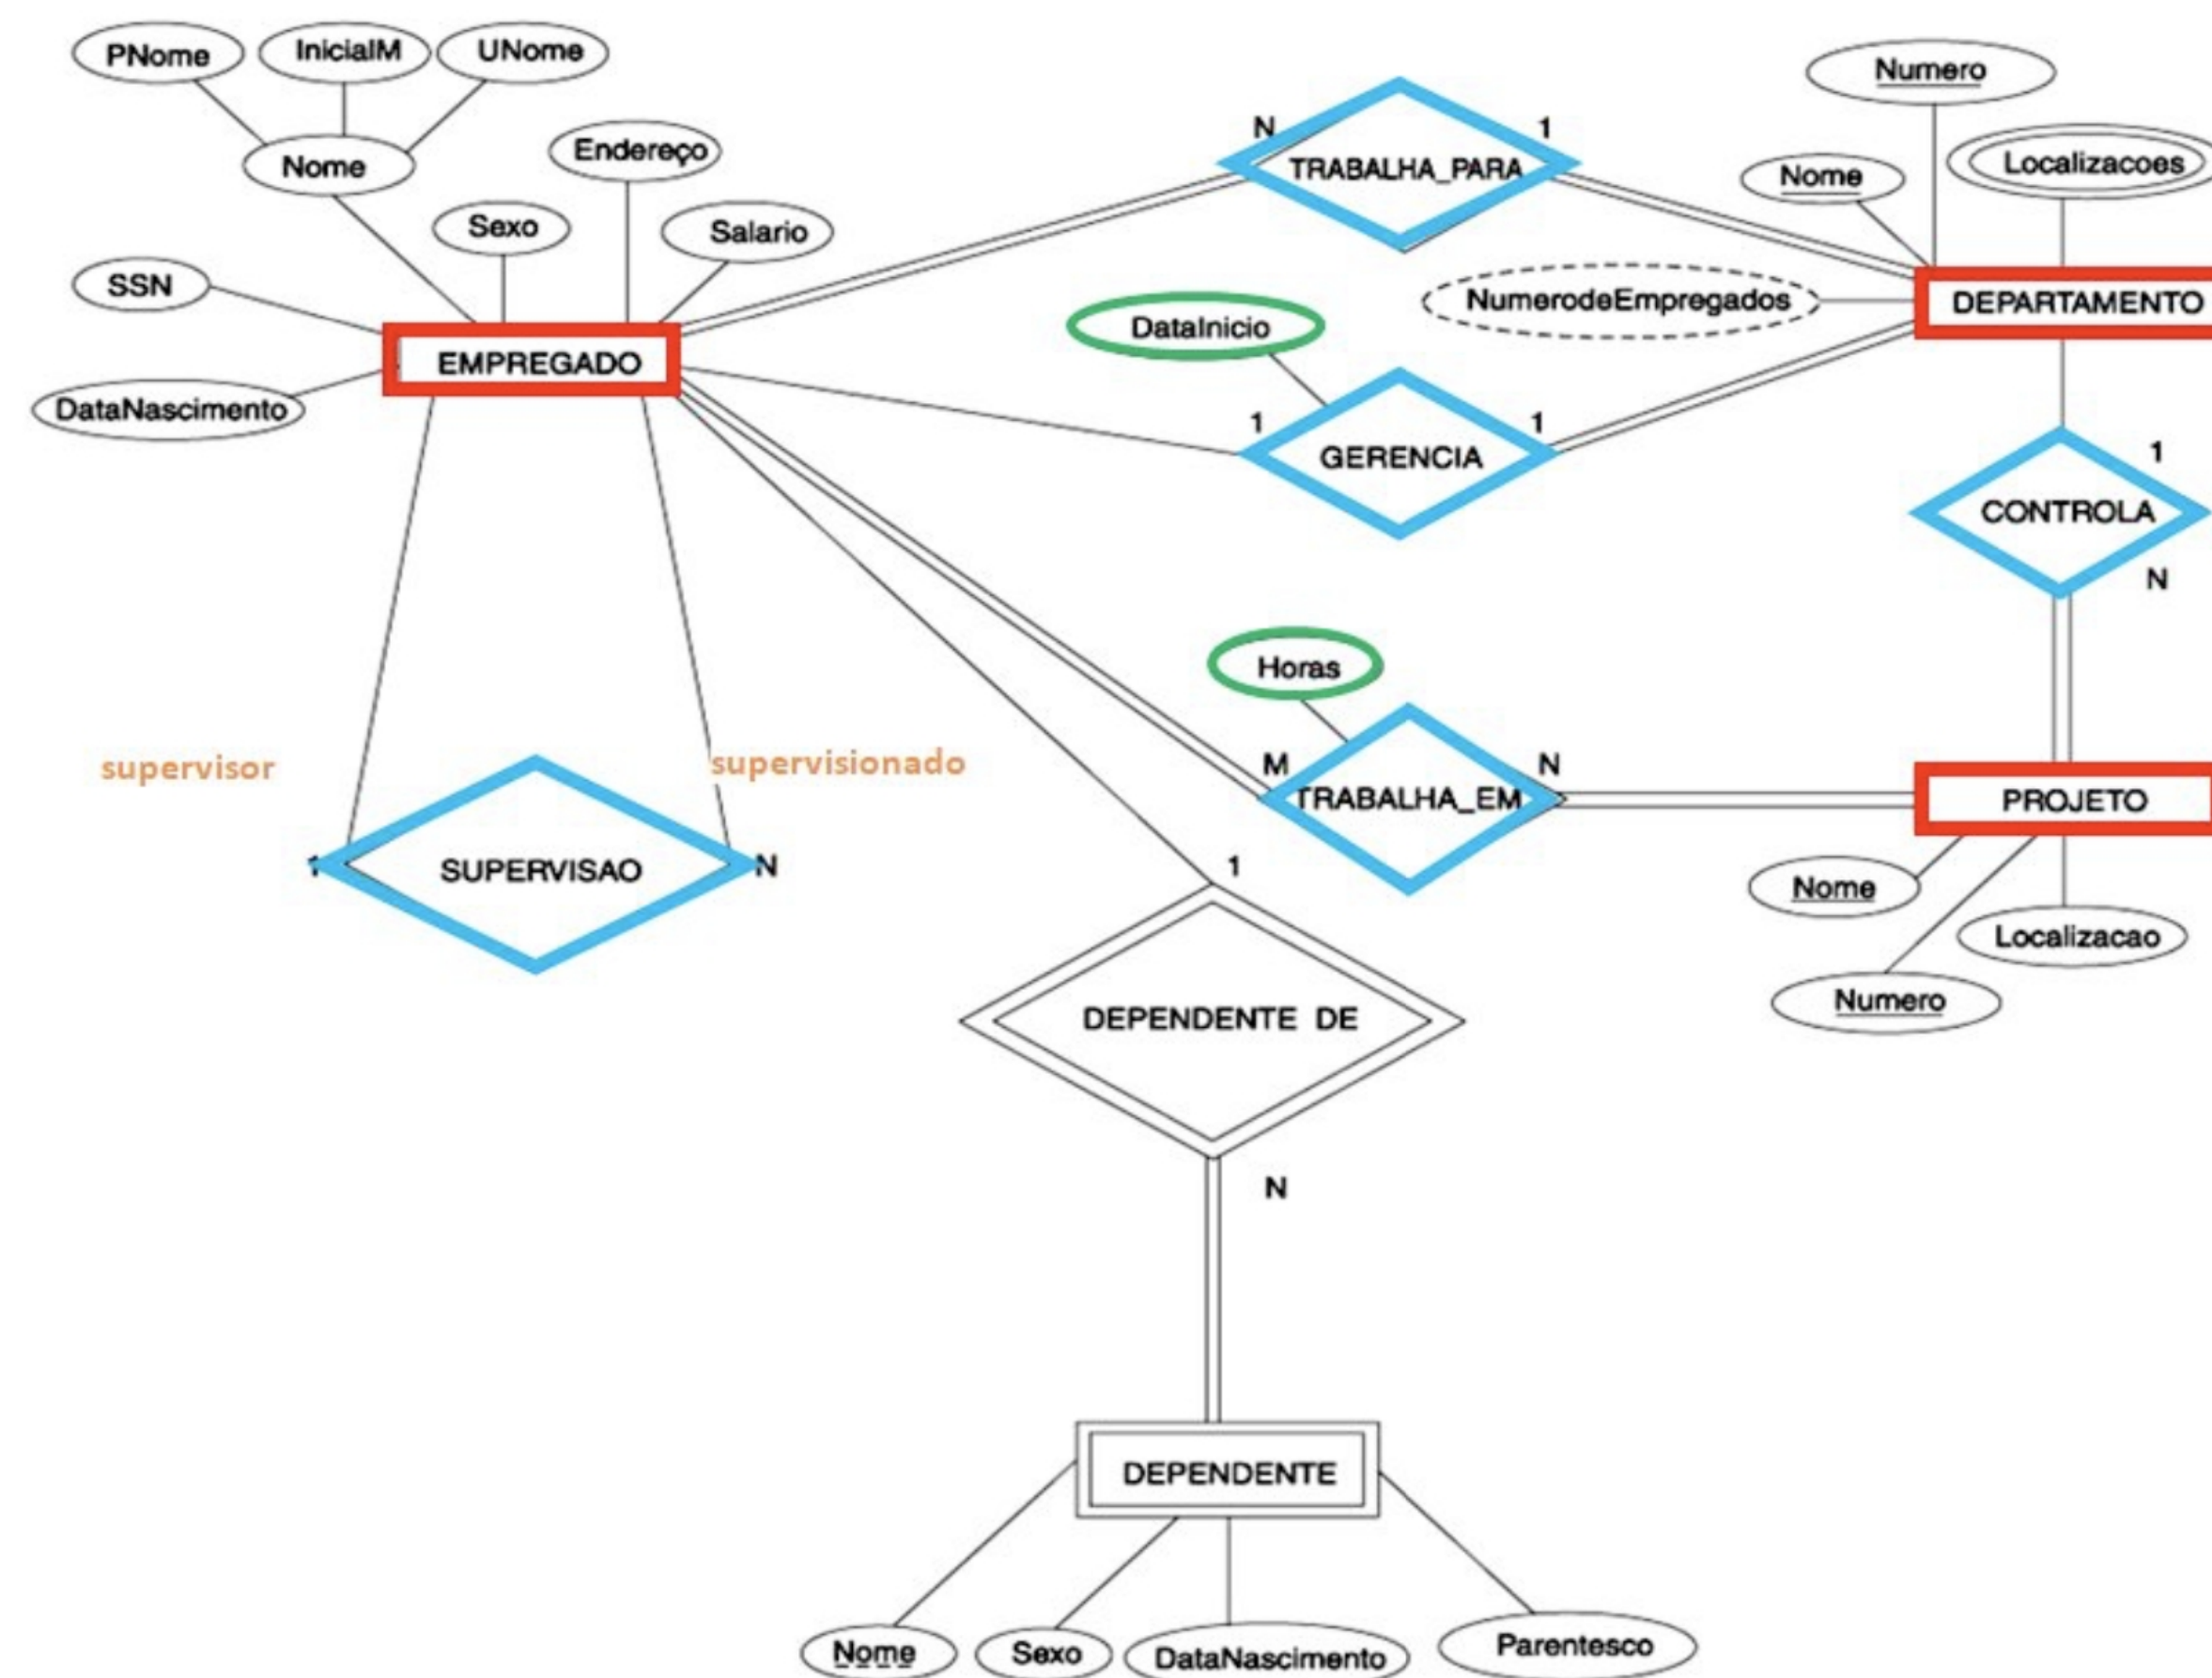 PNome
InicialM
UNome
Numero
N
1
Nome
Endereço
TRABALHA_PARA
Nome
Localizacoes
Sexo
Salario
SSN
DataInicio
NumerodeEmpregados
DEPARTAMENTO
EMPREGADO
DataNascimento
1
1
GERENCIA
1
CONTROLA
N
Horas
supervisor
supervisionado
M
N
TRABALHA_EM
PROJETO
1
SUPERVISAO
N
1
Nome
Localizacao
Numero
DEPENDENTE DE
N
DEPENDENTE
Nome
Sexo
DataNascimento
Parentesco